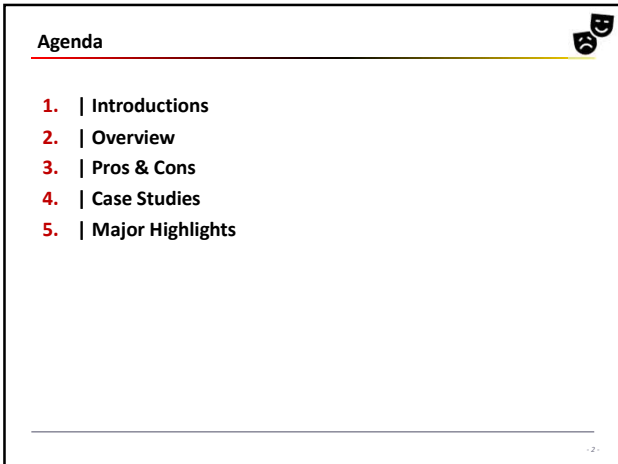 Agenda
1. | Introductions
2. | Overview
3. | Pros & Cons
4. | Case Studies
5. | Major Highlights
- 2 -